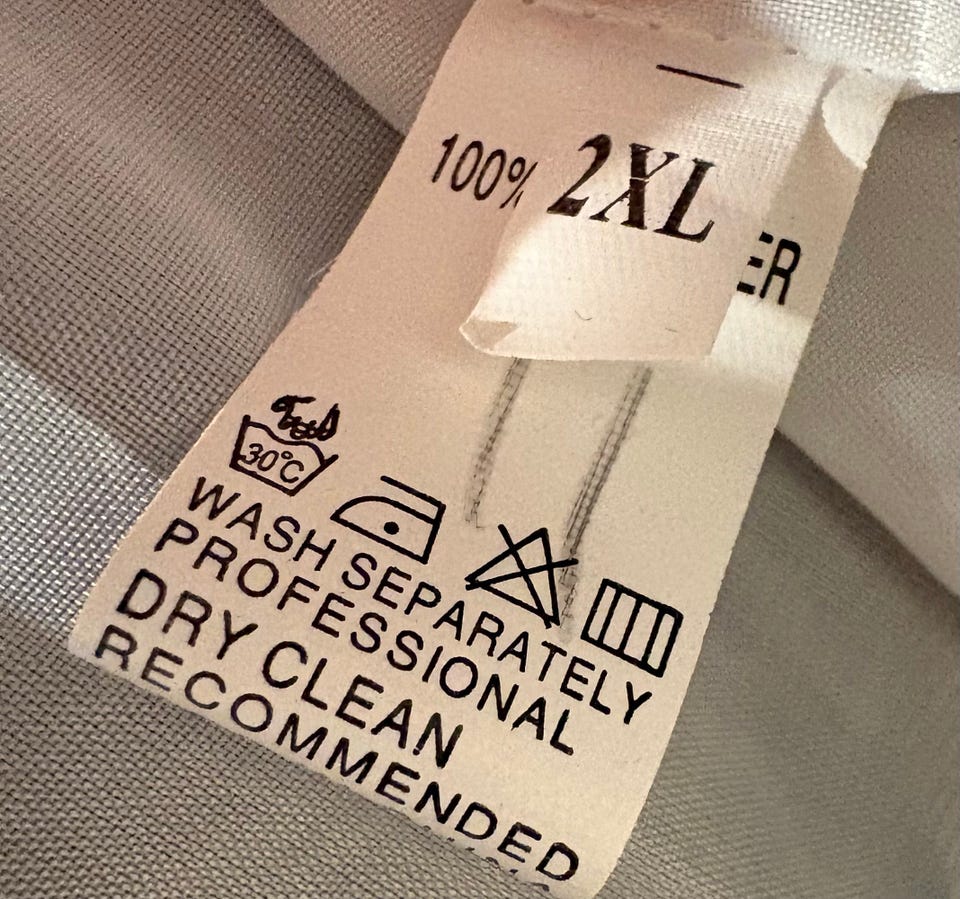 100% 2XL ER
30°C
WASH SEPARATELY
PROFESSIONAL
DRY CLEAN
RECOMMENDED